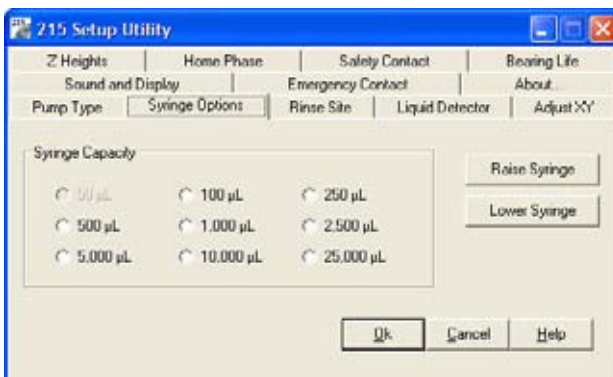 215 Setup Utility
Z Heights Home Phase Safety Contact Bearing Life
Sound and Display Emergency Contact About...
Pump Type Syringe Options Rinse Site Liquid Detector Adjust XY
Syringe Capacity
50 µL 100 µL 250 µL
500 µL 1,000 µL 2,500 µL
5,000 µL 10,000 µL 25,000 µL
Raise Syringe
Lower Syringe
Ok Cancel Help